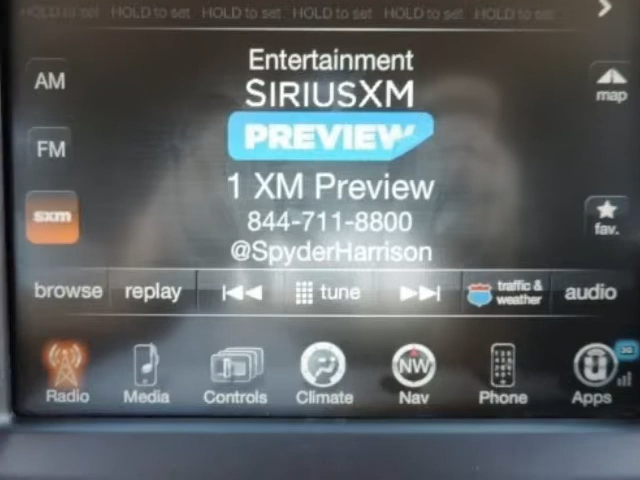 HOLD to set HOLD to set HOLD to set HOLD to set HOLD to set HOLD to set
Entertainment
SIRIUSXM
PREVIEW
1 XM Preview
844-711-8800
@SpyderHarrison
AM
FM
sxm
map
fav.
browse replay tune traffic & weather audio
NW
3G
Radio Media Controls Climate Nav Phone Apps